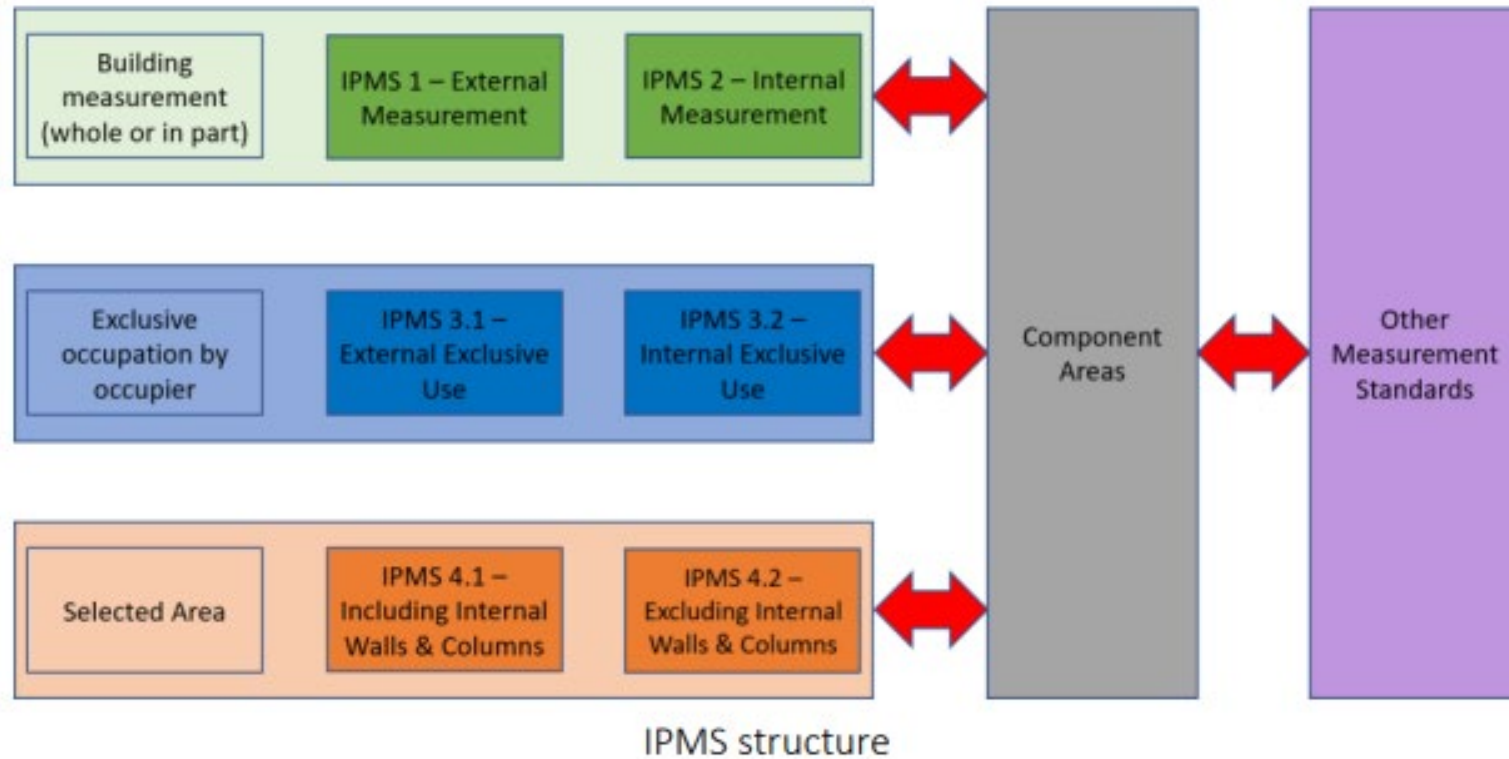 Building
measurement
(whole or in part)
IPMS 1 – External
Measurement
IPMS 2 – Internal
Measurement
Exclusive
occupation by
occupier
IPMS 3.1 –
External Exclusive
Use
IPMS 3.2 –
Internal Exclusive
Use
Selected Area
IPMS 4.1 –
Including Internal
Walls & Columns
IPMS 4.2 –
Excluding Internal
Walls & Columns
Component
Areas
Other
Measurement
Standards
IPMS structure